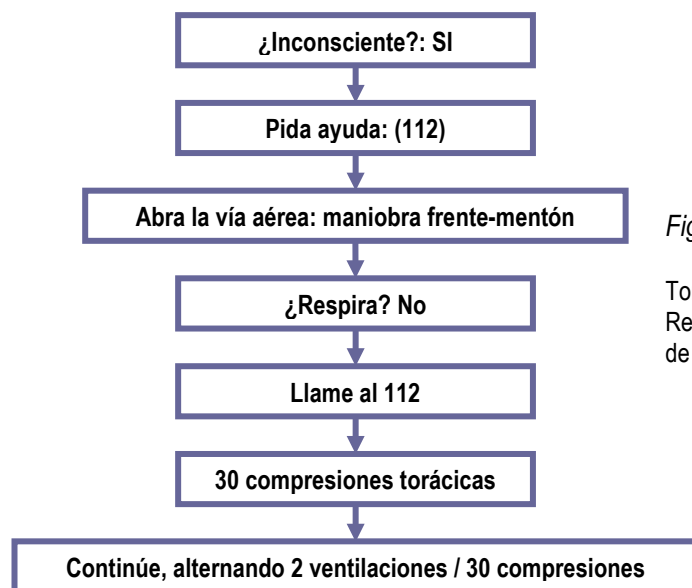 ¿Inconsciente?: SI
Pida ayuda: (112)
Abra la vía aérea: maniobra frente-mentón
¿Respira? No
Llame al 112
30 compresiones torácicas
Continúe, alternando 2 ventilaciones / 30 compresiones
de